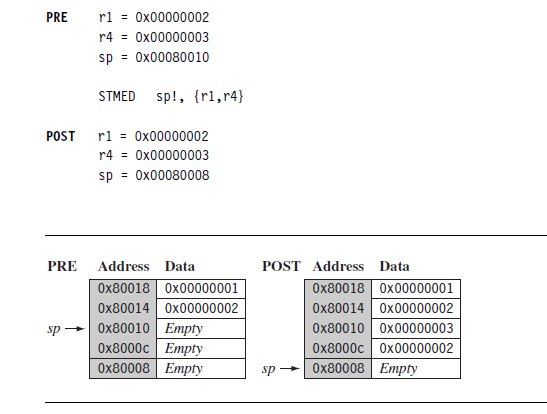 PRE r1 = 0x00000002
r4 = 0x00000003
sp = 0x00080010
STMED sp!, {r1,r4}
POST r1 = 0x00000002
r4 = 0x00000003
sp = 0x00080008
PRE Address Data POST Address Data
0x80018 0x00000001 0x80018 0x00000001
0x80014 0x00000002 0x80014 0x00000002
sp → 0x80010 Empty 0x80010 0x00000003
0x8000c Empty 0x8000c 0x00000002
0x80008 Empty sp → 0x80008 Empty